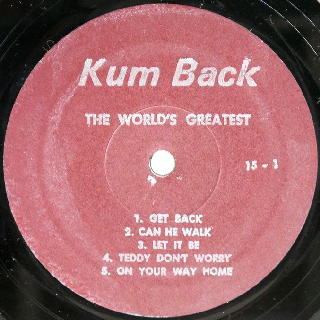 Kum Back
THE WORLD'S GREATEST
15 - 1
1. GET BACK
2. CAN HE WALK
3. LET IT BE
4. TEDDY DON'T WORRY
5. ON YOUR WAY HOME